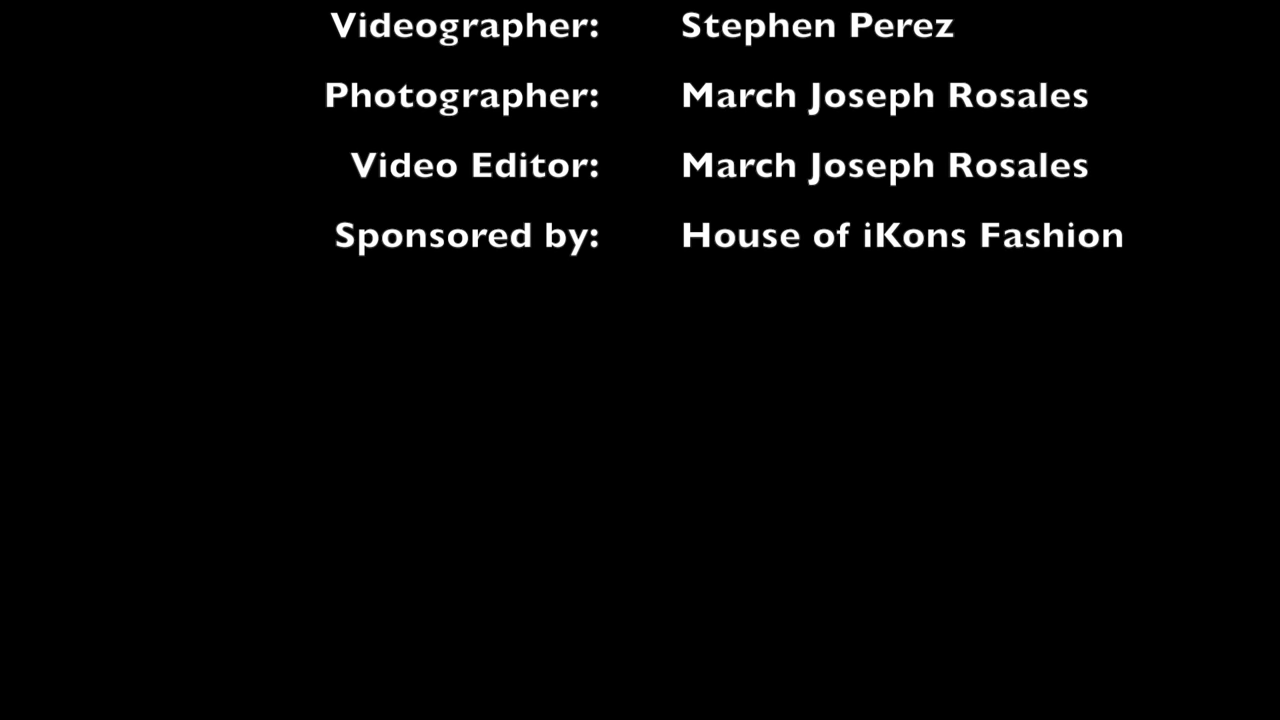 Videographer: Stephen Perez
Photographer: March Joseph Rosales
Video Editor: March Joseph Rosales
Sponsored by: House of iKons Fashion